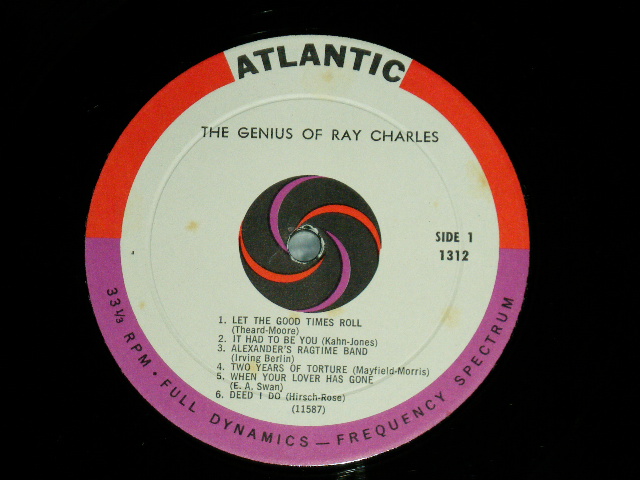 ATLANTIC
THE GENIUS OF RAY CHARLES
SIDE 1
1312
1. LET THE GOOD TIMES ROLL
(Theard-Moore)
2. IT HAD TO BE YOU (Kahn-Jones)
3. ALEXANDER'S RAGTIME BAND
(Irving Berlin)
4. TWO YEARS OF TORTURE (Mayfield-Morris)
5. WHEN YOUR LOVER HAS GONE
(E. A. Swan)
6. DEED I DO (Hirsch-Rose)
(11587)
33 1/3 RPM • FULL DYNAMICS — FREQUENCY SPECTRUM